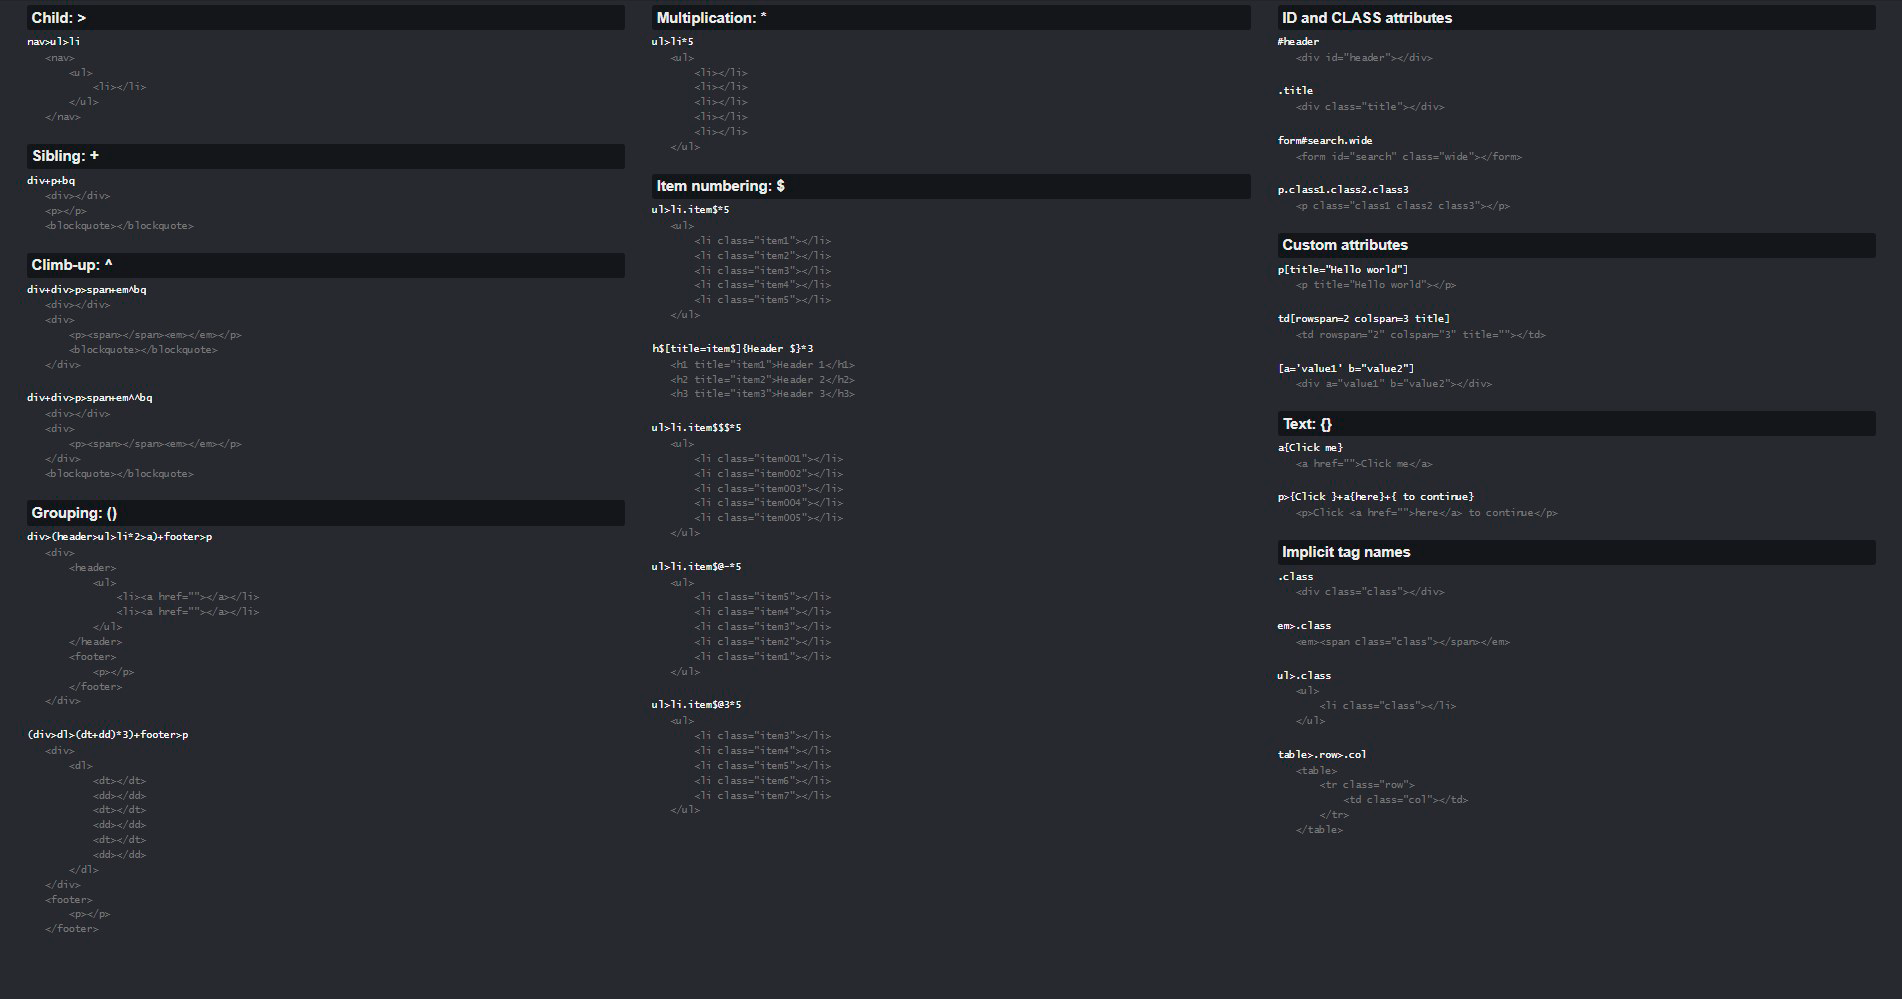 Child: >
nav>ul>li
<nav>
<ul>
<li></li>
</ul>
</nav>
Sibling: +
div+p+bq
<div></div>
<p></p>
<blockquote></blockquote>
Climb-up: ^
div+div>p>span+em^bq
<div></div>
<div>
<p><span></span><em></em></p>
<blockquote></blockquote>
</div>
div+div>p>span+em^^bq
<div></div>
<div>
<p><span></span><em></em></p>
</div>
<blockquote></blockquote>
Grouping: ()
div>(header>ul>li*2>a)+footer>p
<div>
<header>
<ul>
<li><a href=""></a></li>
<li><a href=""></a></li>
</ul>
</header>
<footer>
<p></p>
</footer>
</div>
(div>dl>(dt+dd)*3)+footer>p
<div>
<dl>
<dt></dt>
<dd></dd>
<dt></dt>
<dd></dd>
<dt></dt>
<dd></dd>
</dl>
</div>
<footer>
<p></p>
</footer>
Multiplication: *
ul>li*5
<ul>
<li></li>
<li></li>
<li></li>
<li></li>
<li></li>
</ul>
Item numbering: $
ul>li.item$*5
<ul>
<li class="item1"></li>
<li class="item2"></li>
<li class="item3"></li>
<li class="item4"></li>
<li class="item5"></li>
</ul>
h$[title=item$]{Header $}*3
<h1 title="item1">Header 1</h1>
<h2 title="item2">Header 2</h2>
<h3 title="item3">Header 3</h3>
ul>li.item$$$*5
<ul>
<li class="item001"></li>
<li class="item002"></li>
<li class="item003"></li>
<li class="item004"></li>
<li class="item005"></li>
</ul>
ul>li.item$@-*5
<ul>
<li class="item5"></li>
<li class="item4"></li>
<li class="item3"></li>
<li class="item2"></li>
<li class="item1"></li>
</ul>
ul>li.item$@3*5
<ul>
<li class="item3"></li>
<li class="item4"></li>
<li class="item5"></li>
<li class="item6"></li>
<li class="item7"></li>
</ul>
ID and CLASS attributes
#header
<div id="header"></div>
.title
<div class="title"></div>
form#search.wide
<form id="search" class="wide"></form>
p.class1.class2.class3
<p class="class1 class2 class3"></p>
Custom attributes
p[title="Hello world"]
<p title="Hello world"></p>
td[rowspan=2 colspan=3 title]
<td rowspan="2" colspan="3" title=""></td>
[a='value1' b="value2"]
<div a="value1" b="value2"></div>
Text: {}
a{Click me}
<a href="">Click me</a>
p>{Click }+a{here}+{ to continue}
<p>Click <a href="">here</a> to continue</p>
Implicit tag names
.class
<div class="class"></div>
em>.class
<em><span class="class"></span></em>
ul>.class
<ul>
<li class="class"></li>
</ul>
table>.row>.col
<table>
<tr class="row">
<td class="col"></td>
</tr>
</table>